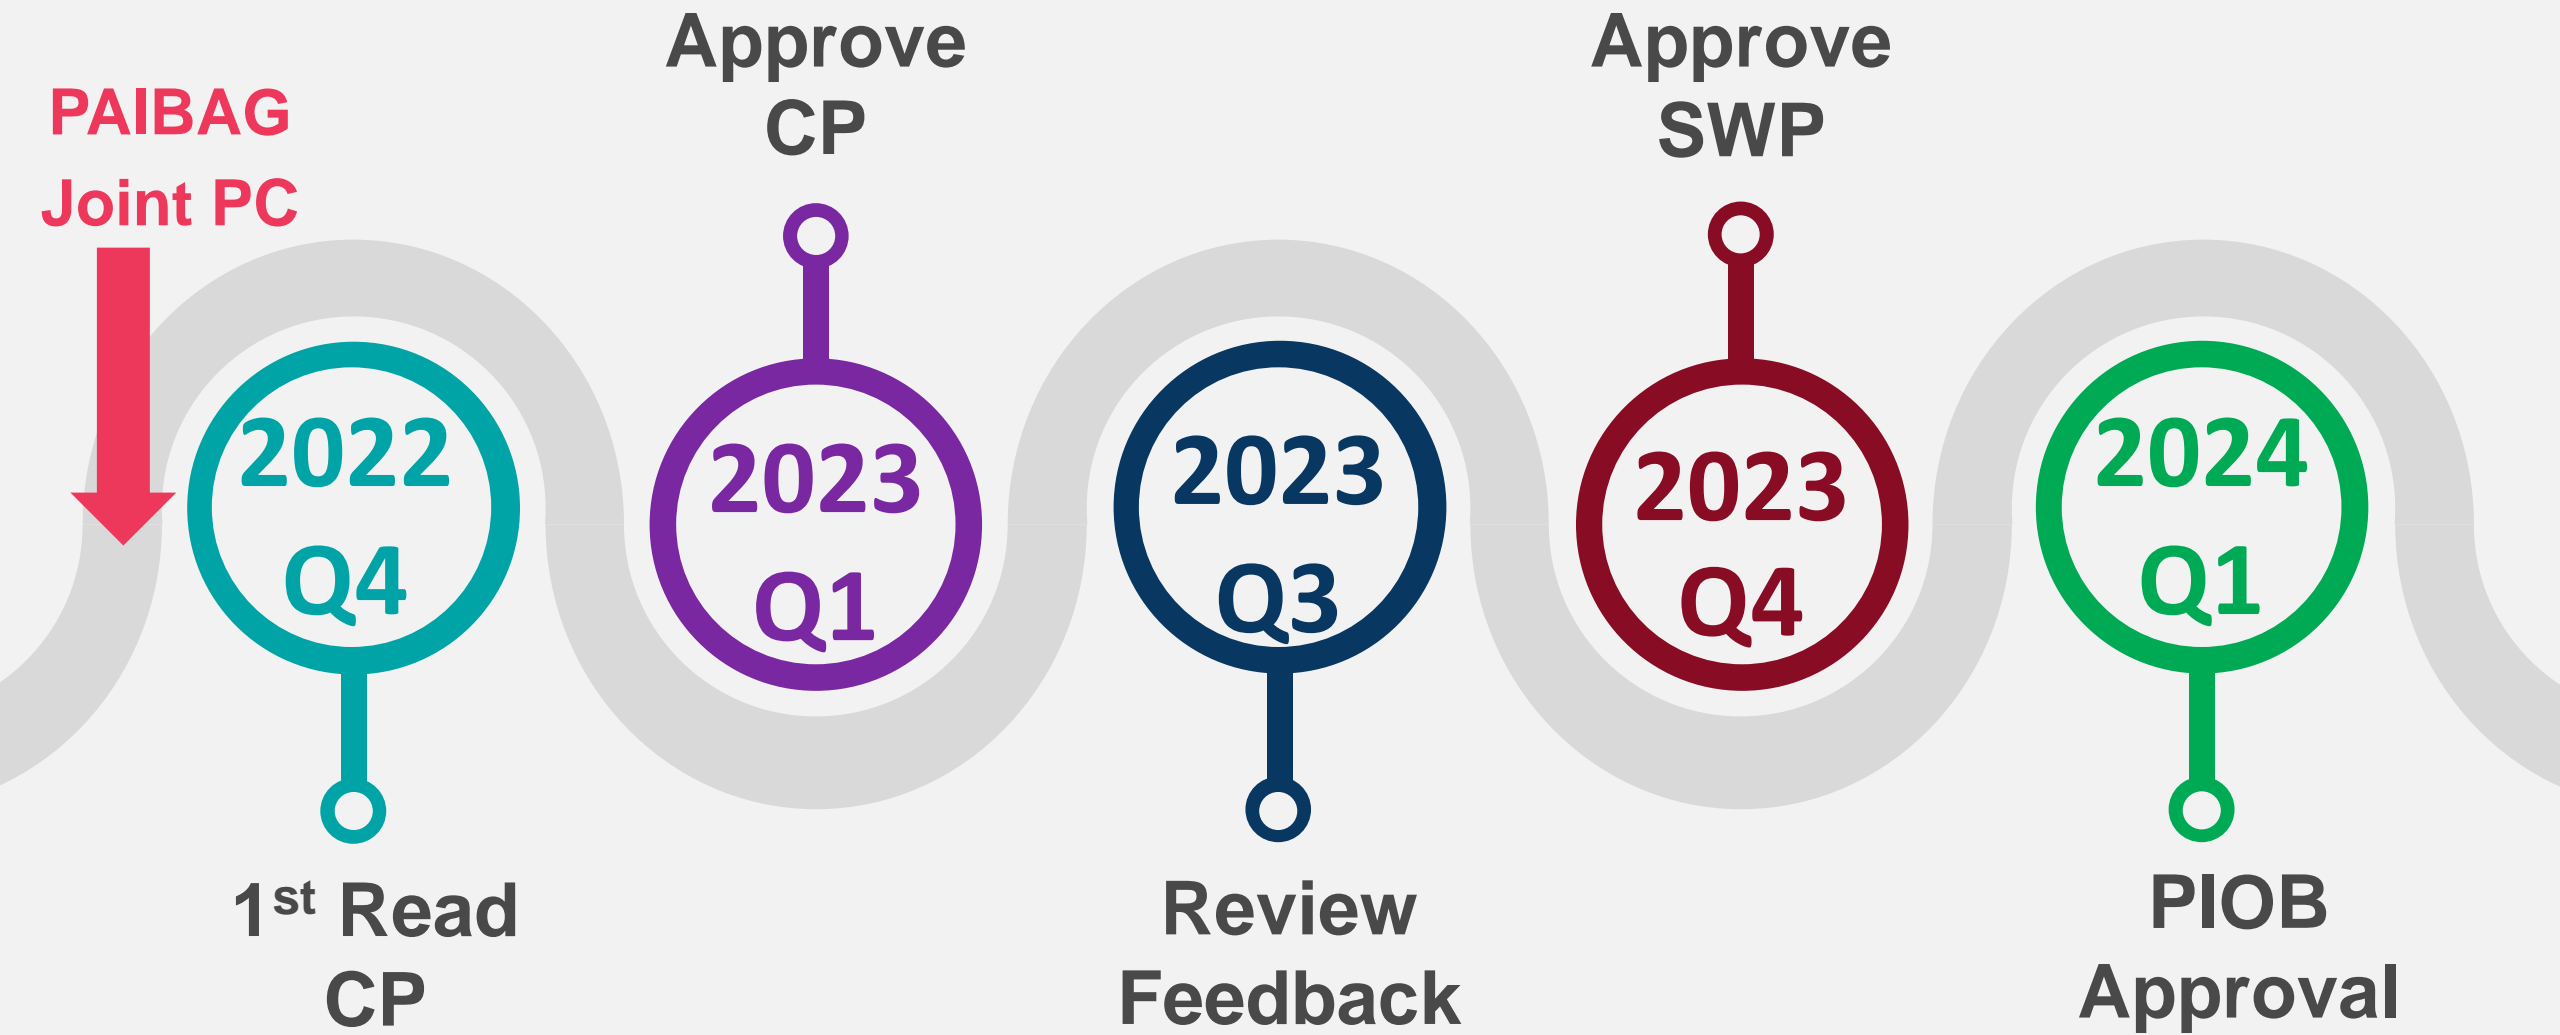 PAIBAG
Joint PC
2022
Q4
1st Read
CP
Approve
CP
2023
Q1
2023
Q3
Review
Feedback
Approve
SWP
2023
Q4
2024
Q1
PIOB
Approval